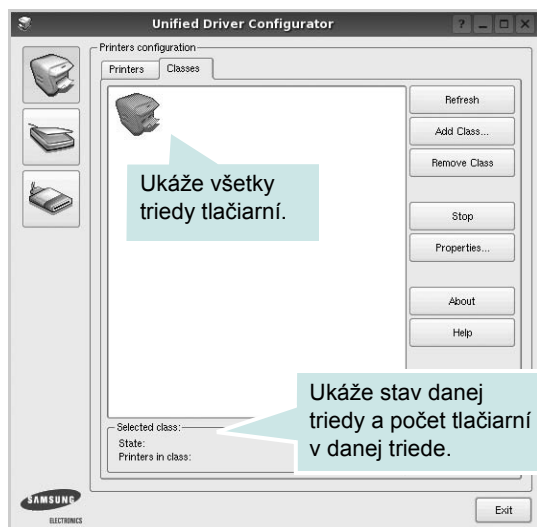 Unified Driver Configurator
Printers configuration
Printers
Classes
Refresh
Add Class...
Remove Class
Ukáže všetky
triedy tlačiarní.
Stop
Properties...
About
Help
Ukáže stav danej
triedy a počet tlačiarní
v danej triede.
Selected class:
State:
Printers in class:
SAMSUNG
ELECTRONICS
Exit